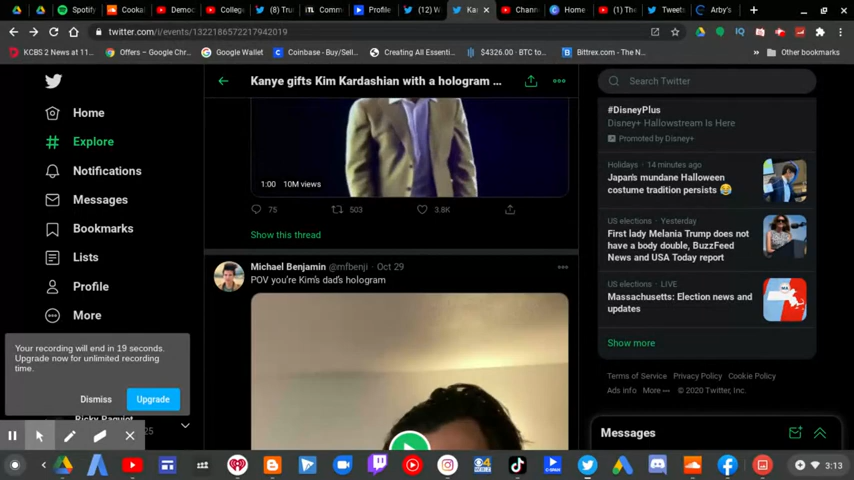 Spotify
Cookal
Democ
College
(8) Tru
Comm
Profile
(12) W
Ka
Chann
Home
(1) The
Tweets
Arby's
twitter.com/i/events/1322186572217942019
KCBS 2 News at 11...
Offers – Google Chr...
Google Wallet
Coinbase - Buy/Sell...
Creating All Essenti...
$4326.00 - BTC to...
Bittrex.com - The N...
Other bookmarks
Home
Explore
Notifications
Messages
Bookmarks
Lists
Profile
More
Kanye gifts Kim Kardashian with a hologram ...
1:00 10M views
75 503 3.8K
Show this thread
Michael Benjamin @mfbenji · Oct 29
POV you're Kim's dad's hologram
Search Twitter
#DisneyPlus
Disney+ Hallowstream Is Here
Promoted by Disney+
Holidays · 14 minutes ago
Japan's mundane Halloween
costume tradition persists 😂
US elections · Yesterday
First lady Melania Trump does not
have a body double, BuzzFeed
News and USA Today report
US elections · LIVE
Massachusetts: Election news and
updates
Show more
Terms of Service Privacy Policy Cookie Policy
Ads info More ··· © 2020 Twitter, Inc.
Messages
Your recording will end in 19 seconds.
Upgrade now for unlimited recording
time.
Dismiss Upgrade
3:13